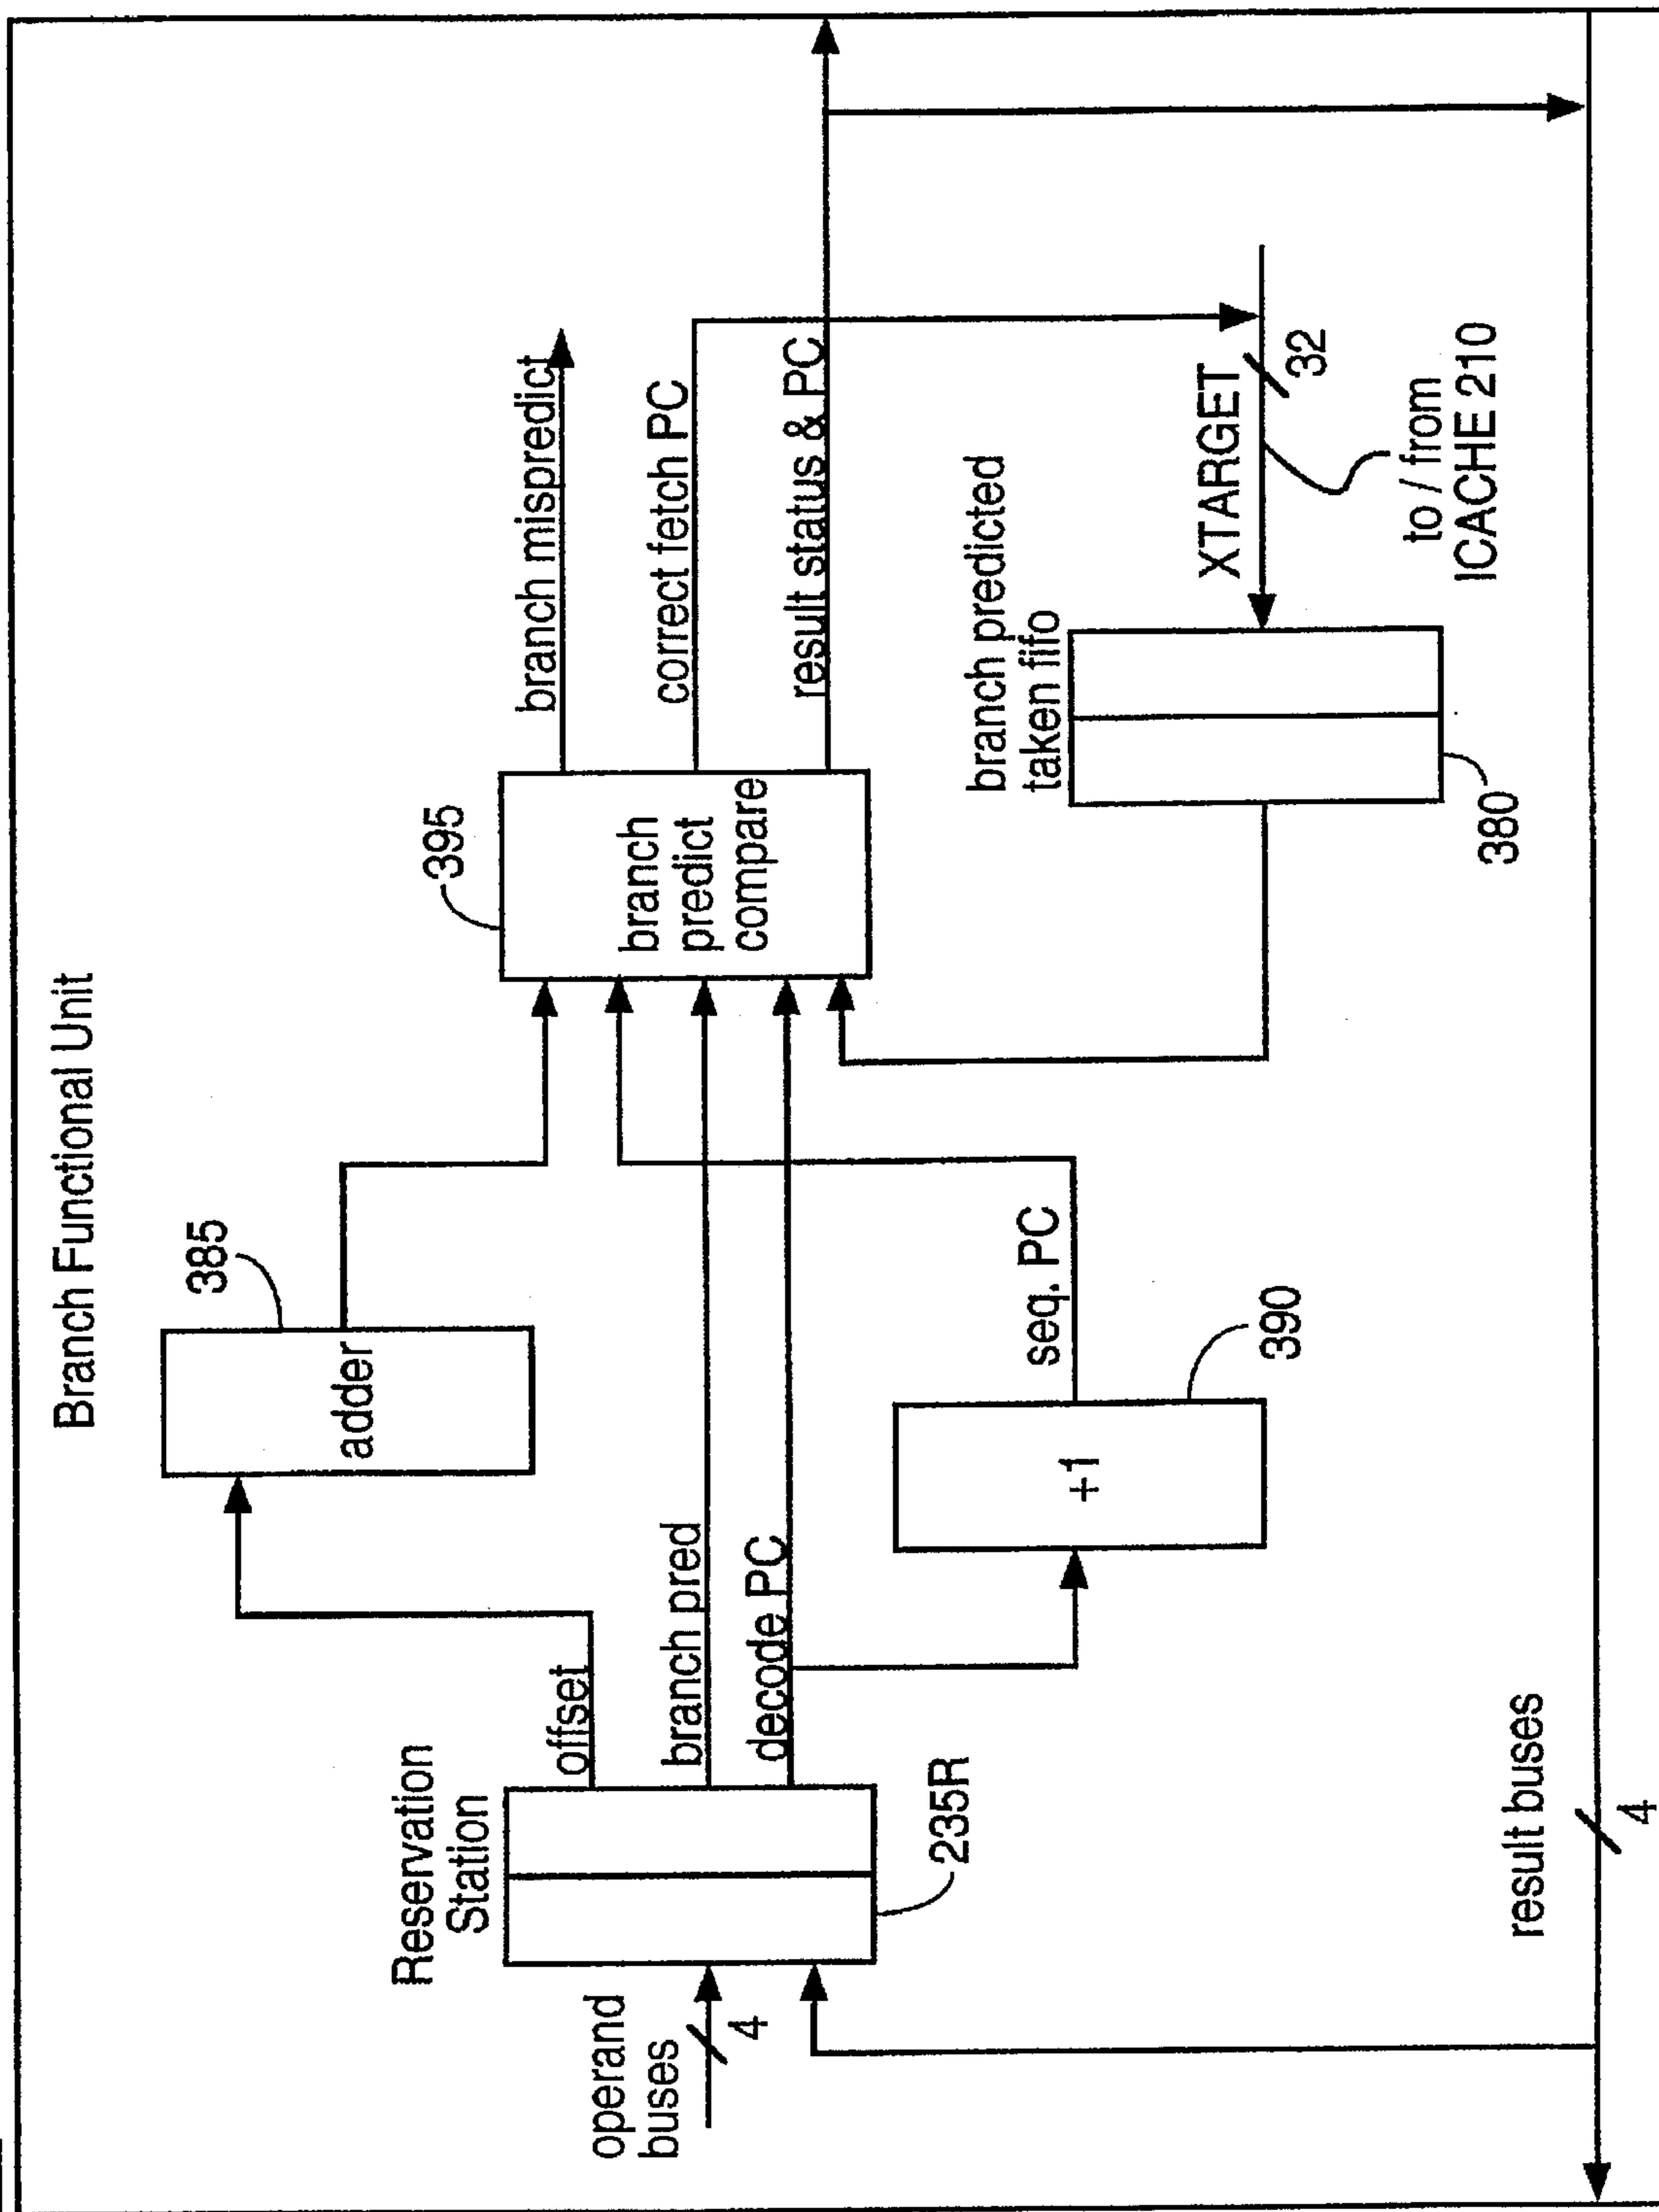 Branch Functional Unit
385
adder
395
Reservation
Station
offset
branch pred
decode PC
operand
buses
4
235R
branch
predict
compare
branch mispredict
correct fetch PC
result status & PC
seq. PC
+1
390
branch predicted
taken fifo
380
XTARGET
32
to / from
ICACHE 210
result buses
4